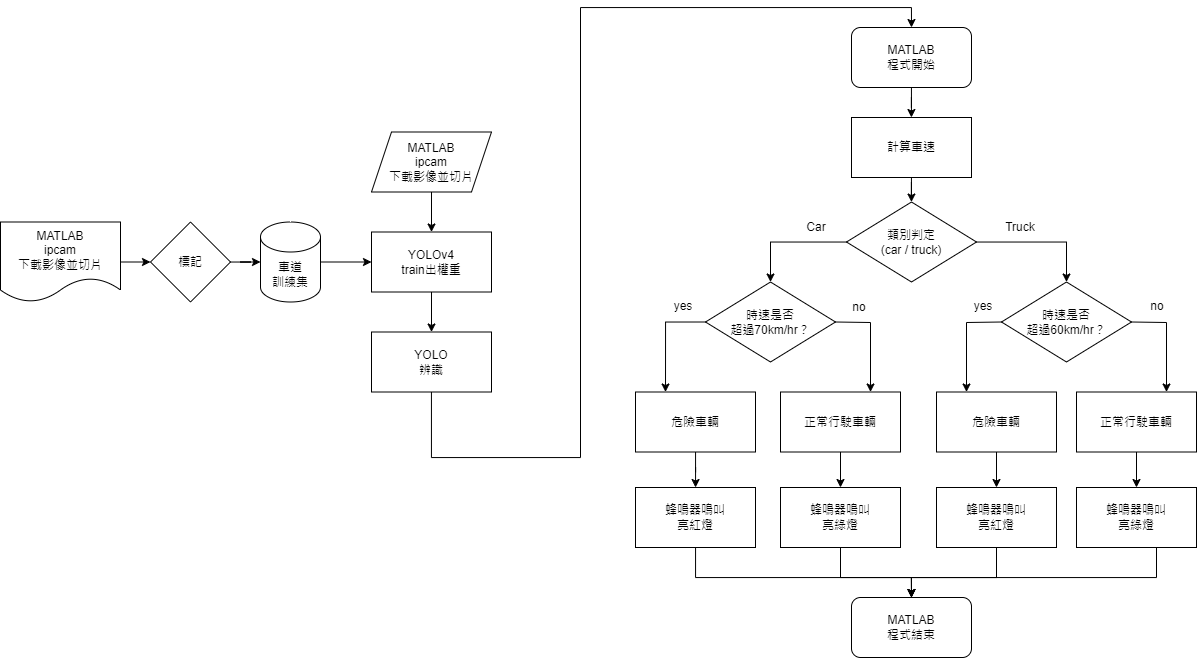 MATLAB
ipcam
下載影像並切片
標記
車道
訓練集
MATLAB
ipcam
下載影像並切片
YOLOv4
train出權重
YOLO
辨識
MATLAB
程式開始
計算車速
類別判定
(car / truck)
Car
Truck
時速是否
超過70km/hr？
yes
no
時速是否
超過60km/hr？
yes
no
危險車輛
正常行駛車輛
危險車輛
正常行駛車輛
蜂鳴器鳴叫
亮紅燈
蜂鳴器鳴叫
亮綠燈
蜂鳴器鳴叫
亮紅燈
蜂鳴器鳴叫
亮綠燈
MATLAB
程式結束